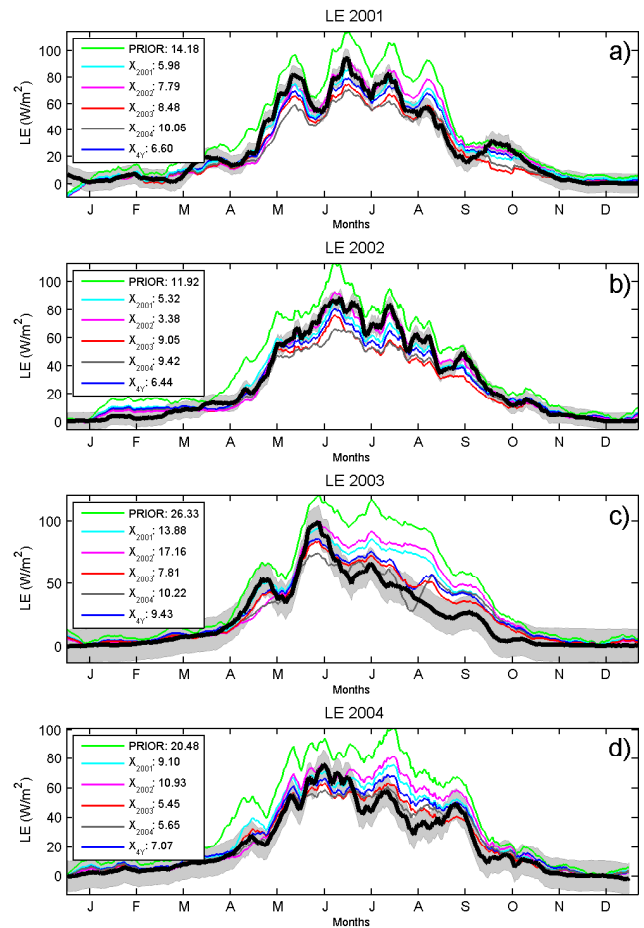 LE 2001
a)
PRIOR: 14.18
X2001: 5.98
X2002: 7.79
X2003: 8.48
X2004: 10.05
X4Y: 6.60
LE (W/m²)
100
80
60
40
20
0
J F M A M J J A S O N D
Months
LE 2002
b)
PRIOR: 11.92
X2001: 5.32
X2002: 3.38
X2003: 9.05
X2004: 9.42
X4Y: 6.44
LE (W/m²)
100
80
60
40
20
0
J F M A M J J A S O N D
Months
LE 2003
c)
PRIOR: 26.33
X2001: 13.88
X2002: 17.16
X2003: 7.81
X2004: 10.22
X4Y: 9.43
LE (W/m²)
100
50
0
J F M A M J J A S O N D
Months
LE 2004
d)
PRIOR: 20.48
X2001: 9.10
X2002: 10.93
X2003: 5.45
X2004: 5.65
X4Y: 7.07
LE (W/m²)
100
80
60
40
20
0
J F M A M J J A S O N D
Months